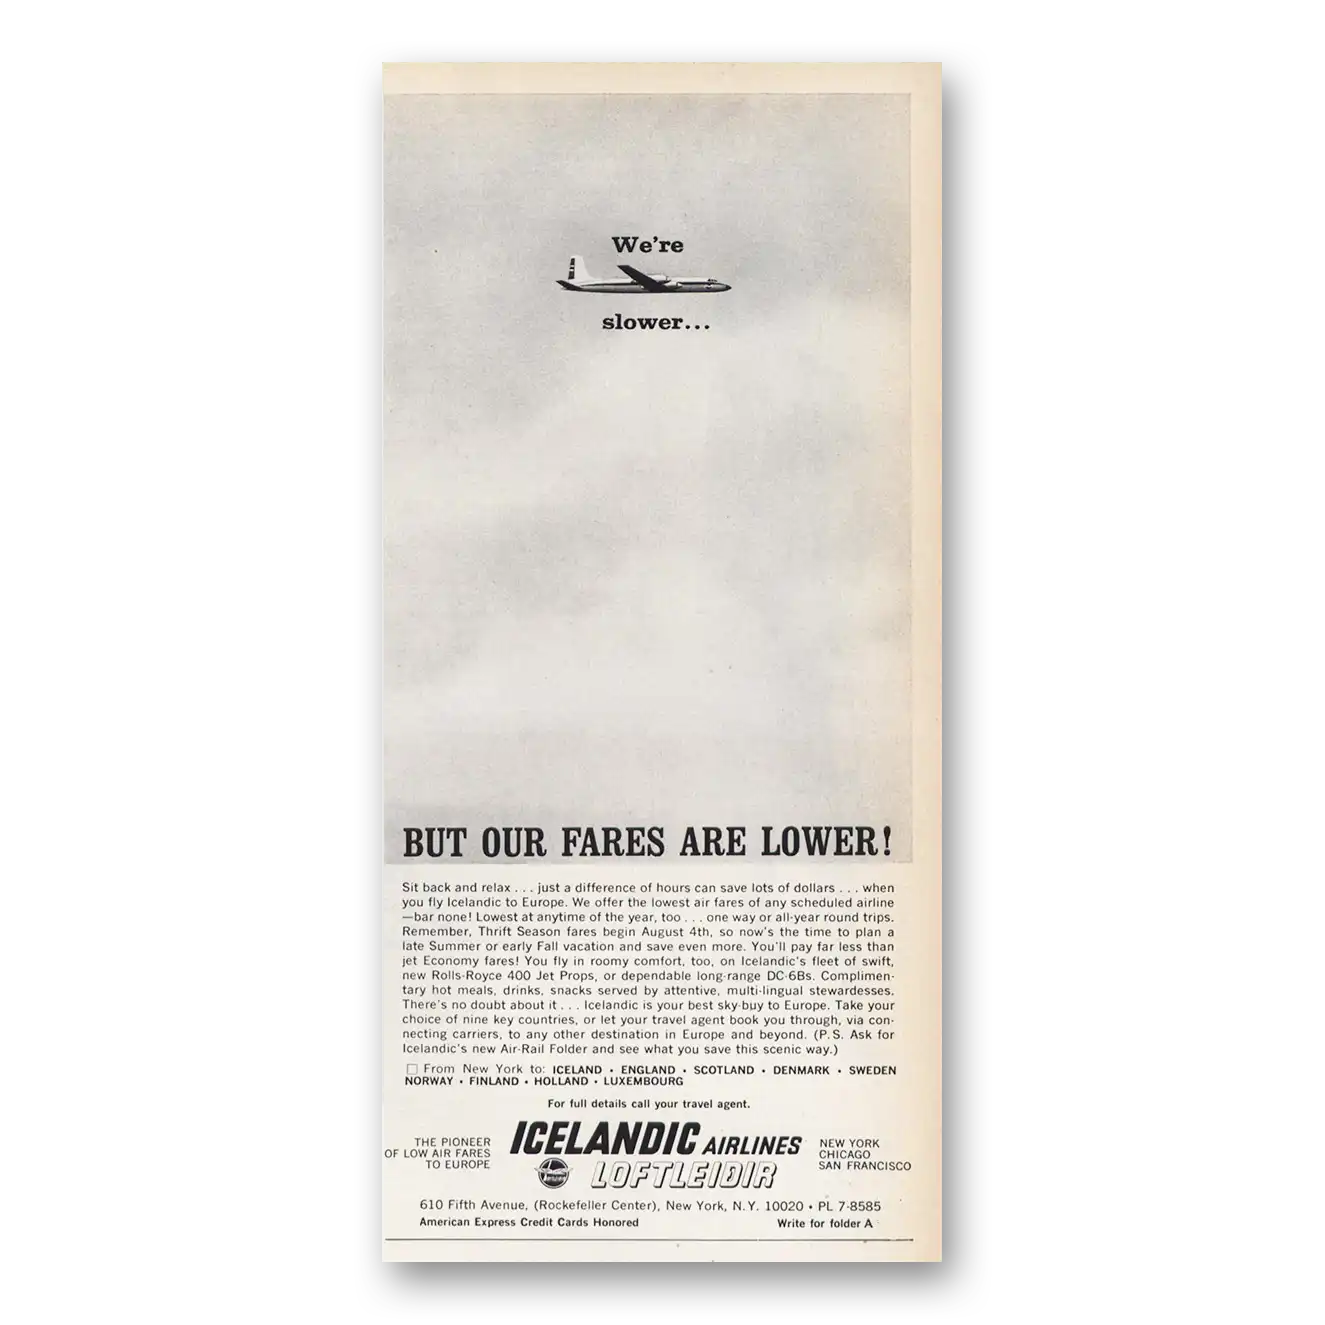 We're
slower...
BUT OUR FARES ARE LOWER!
Sit back and relax . . . just a difference of hours can save lots of dollars . . . when
you fly Icelandic to Europe. We offer the lowest air fares of any scheduled airline
—bar none! Lowest at anytime of the year, too . . . one way or all-year round trips.
Remember, Thrift Season fares begin August 4th, so now's the time to plan a
late Summer or early Fall vacation and save even more. You'll pay far less than
jet Economy fares! You fly in roomy comfort, too, on Icelandic's fleet of swift,
new Rolls-Royce 400 Jet Props, or dependable long-range DC-6Bs. Complimen-
tary hot meals, drinks, snacks served by attentive, multi-lingual stewardesses.
There's no doubt about it . . . Icelandic is your best sky-buy to Europe. Take your
choice of nine key countries, or let your travel agent book you through, via con-
necting carriers, to any other destination in Europe and beyond. (P.S. Ask for
Icelandic's new Air-Rail Folder and see what you save this scenic way.)
☐ From New York to: ICELAND • ENGLAND • SCOTLAND • DENMARK • SWEDEN
NORWAY • FINLAND • HOLLAND • LUXEMBOURG
For full details call your travel agent.
THE PIONEER
OF LOW AIR FARES
TO EUROPE
ICELANDIC AIRLINES
LOFTLEIDIR
NEW YORK
CHICAGO
SAN FRANCISCO
610 Fifth Avenue, (Rockefeller Center), New York, N.Y. 10020 • PL 7-8585
American Express Credit Cards Honored
Write for folder A